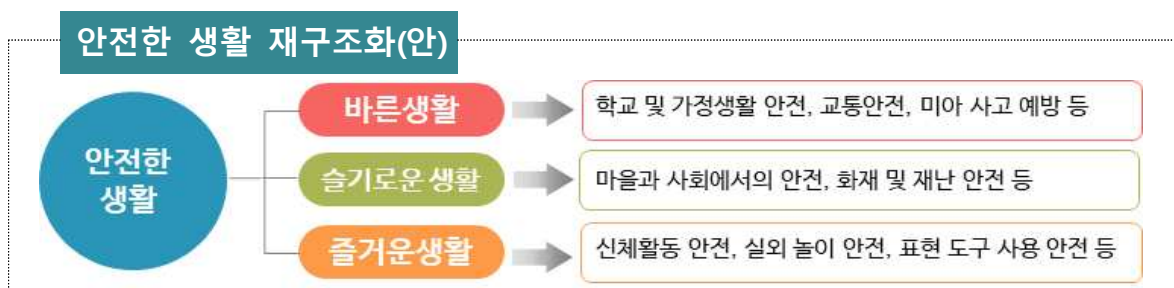 안전한 생활 재구조화(안)
안전한
생활
바른생활
학교 및 가정생활 안전, 교통안전, 미아 사고 예방 등
슬기로운 생활
마을과 사회에서의 안전, 화재 및 재난 안전 등
즐거운생활
신체활동 안전, 실외 놀이 안전, 표현 도구 사용 안전 등